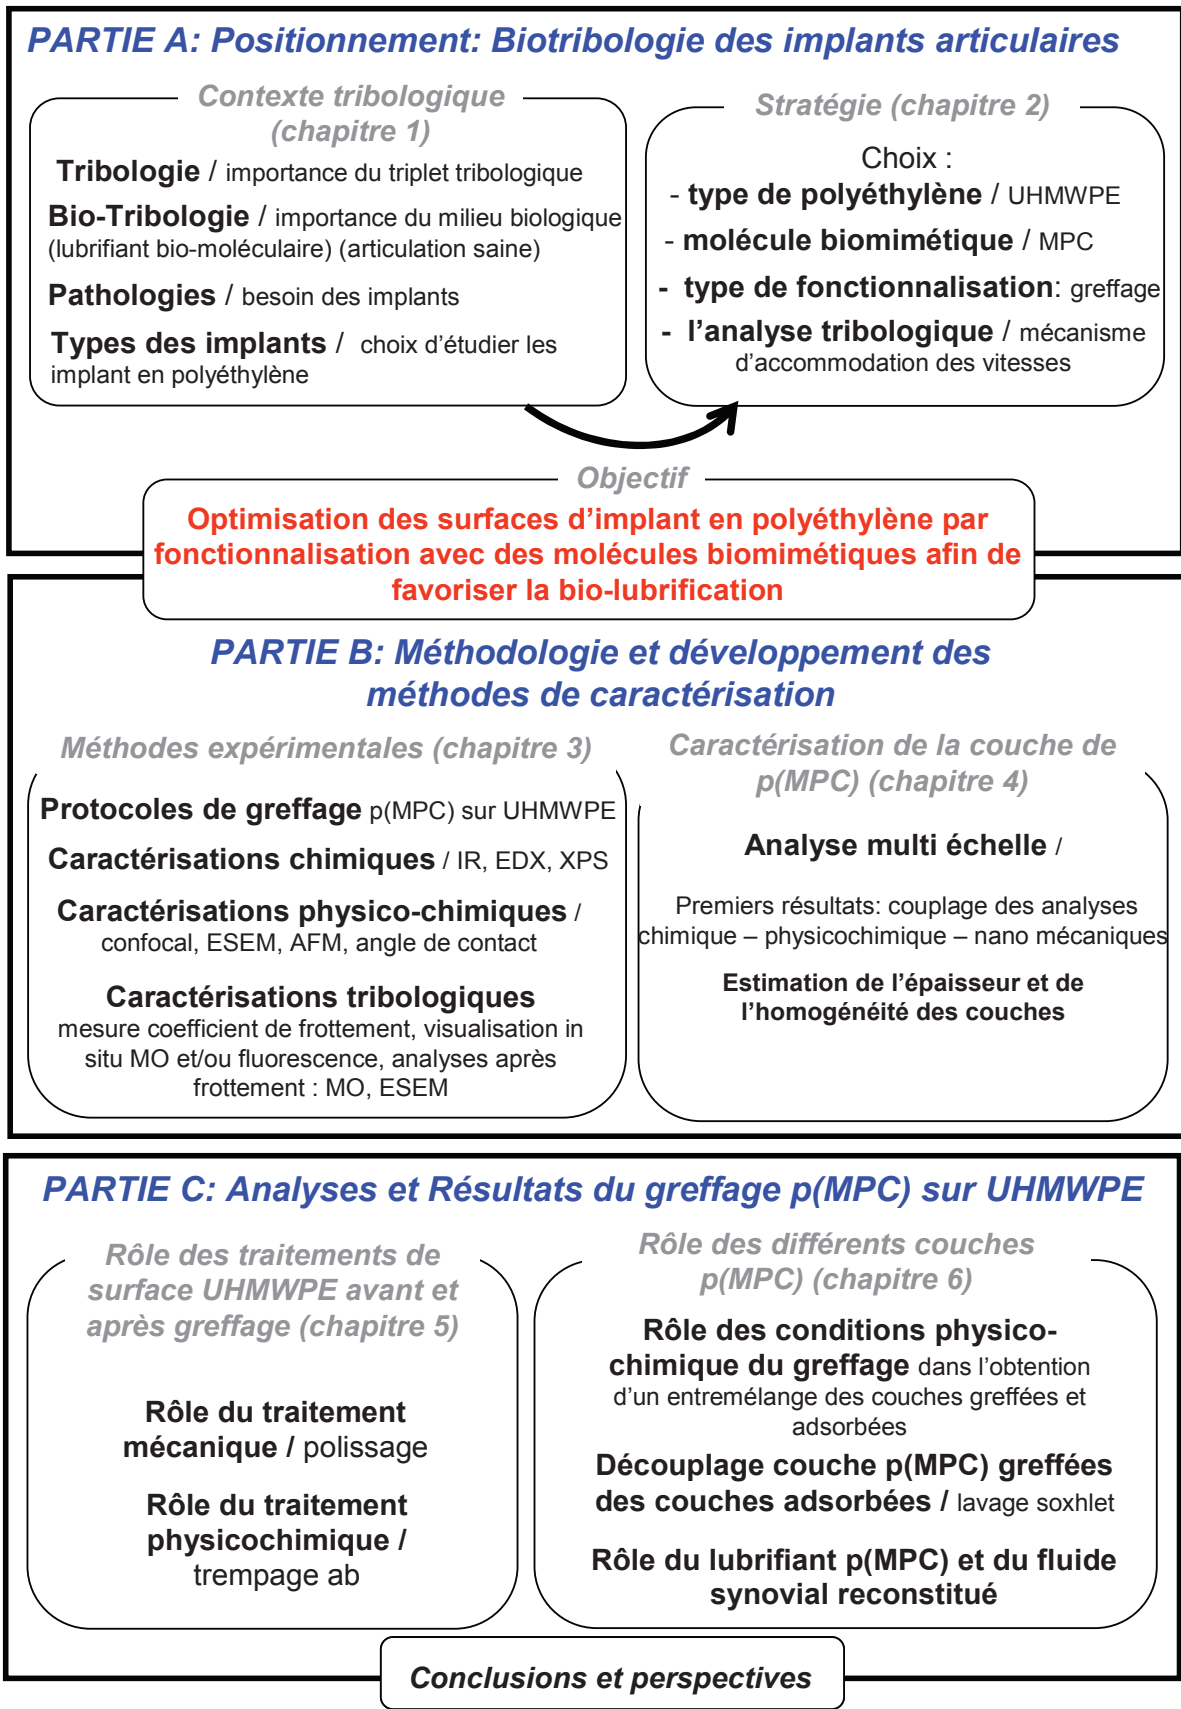 PARTIE A: Positionnement: Biotribologie des implants articulaires
Contexte tribologique
(chapitre 1)
Tribologie / importance du triplet tribologique
Bio-Tribologie / importance du milieu biologique
(lubrifiant bio-moléculaire) (articulation saine)
Pathologies / besoin des implants
Types des implants / choix d'étudier les
implant en polyéthylène
Stratégie (chapitre 2)
Choix :
- type de polyéthylène / UHMWPE
- molécule biomimétique / MPC
- type de fonctionnalisation: greffage
- l'analyse tribologique / mécanisme
d'accommodation des vitesses
Objectif
Optimisation des surfaces d'implant en polyéthylène par
fonctionnalisation avec des molécules biomimétiques afin de
favoriser la bio-lubrification
PARTIE B: Méthodologie et développement des
méthodes de caractérisation
Méthodes expérimentales (chapitre 3)
Protocoles de greffage p(MPC) sur UHMWPE
Caractérisations chimiques / IR, EDX, XPS
Caractérisations physico-chimiques /
confocal, ESEM, AFM, angle de contact
Caractérisations tribologiques
mesure coefficient de frottement, visualisation in
situ MO et/ou fluorescence, analyses après
frottement : MO, ESEM
Caractérisation de la couche de
p(MPC) (chapitre 4)
Analyse multi échelle /
Premiers résultats: couplage des analyses
chimique – physicochimique – nano mécaniques
Estimation de l'épaisseur et de
l'homogénéité des couches
PARTIE C: Analyses et Résultats du greffage p(MPC) sur UHMWPE
Rôle des traitements de
surface UHMWPE avant et
après greffage (chapitre 5)
Rôle du traitement
mécanique / polissage
Rôle du traitement
physicochimique /
trempage ab
Rôle des différents couches
p(MPC) (chapitre 6)
Rôle des conditions physico-
chimique du greffage dans l'obtention
d'un entremélange des couches greffées et
adsorbées
Découplage couche p(MPC) greffées
des couches adsorbées / lavage soxhlet
Rôle du lubrifiant p(MPC) et du fluide
synovial reconstitué
Conclusions et perspectives